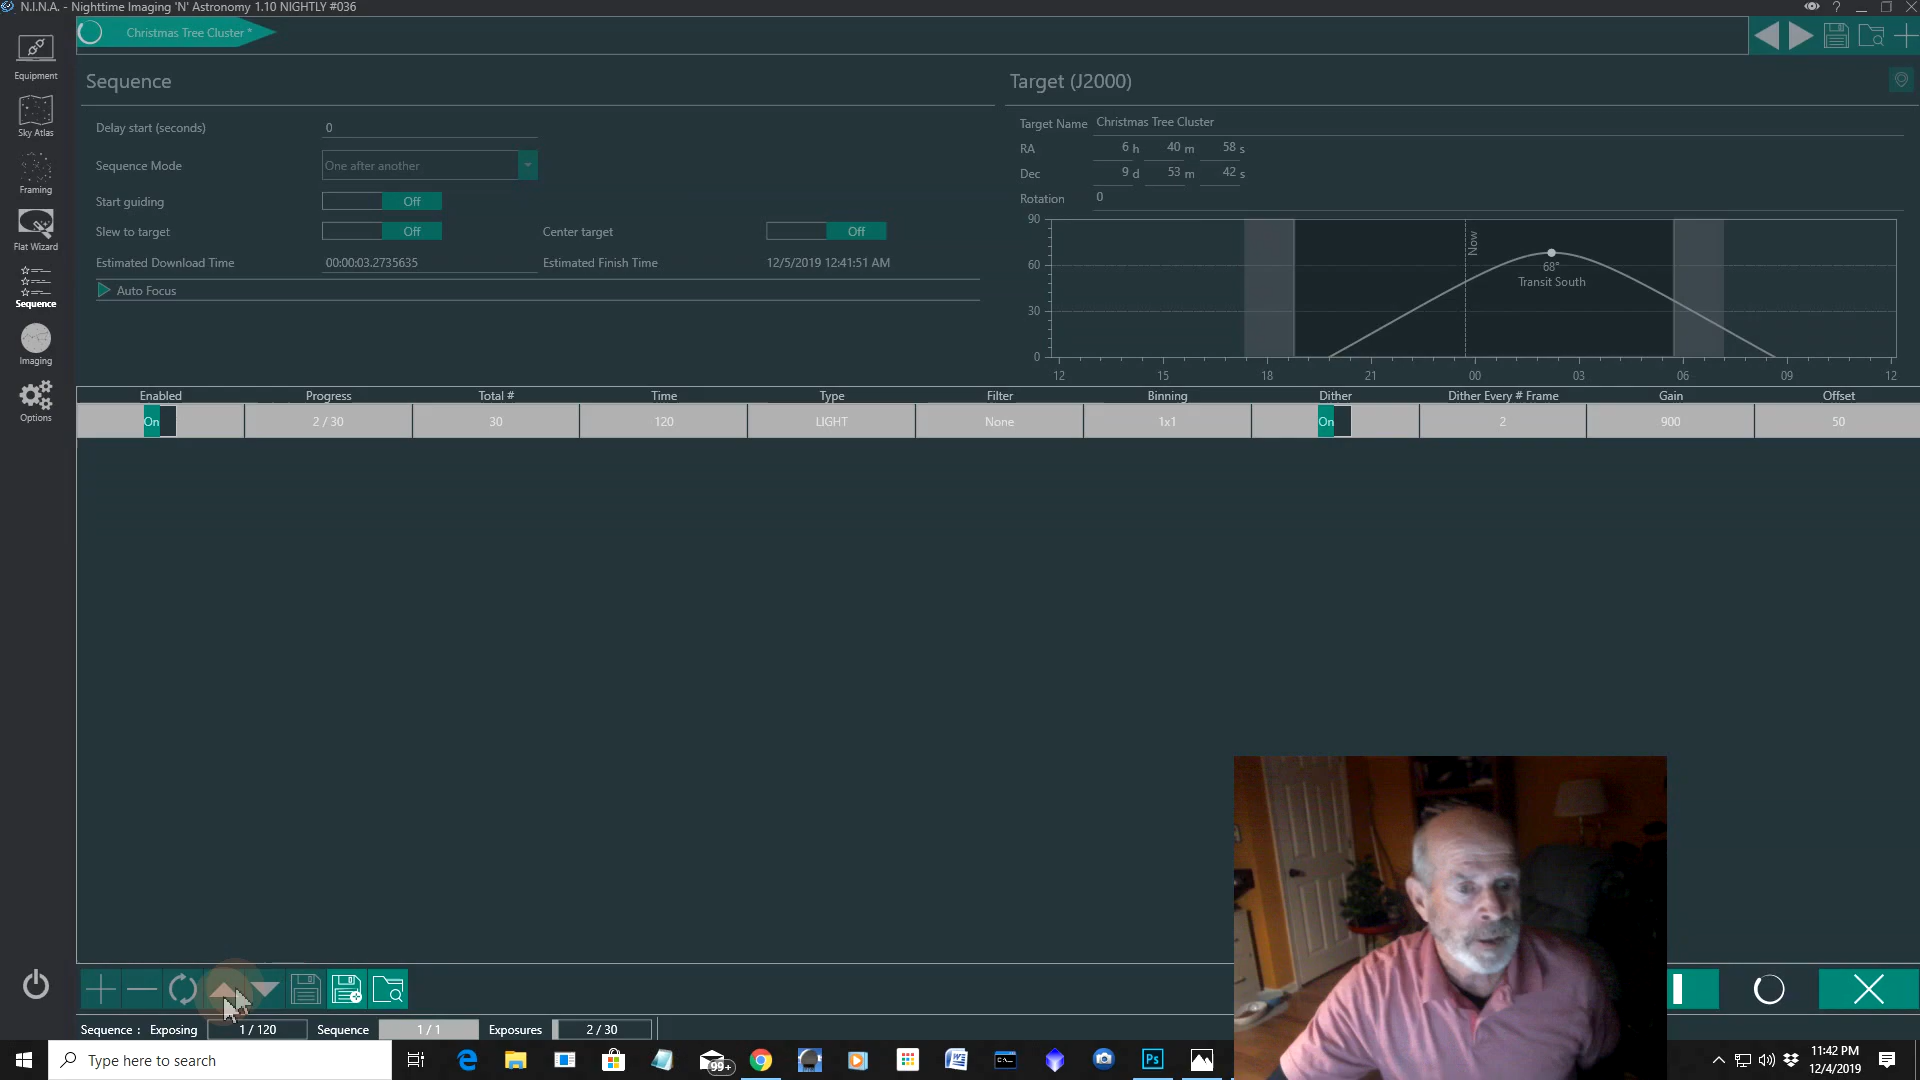 N.I.N.A. - Nighttime Imaging 'N' Astronomy 1.10 NIGHTLY #036
?
Christmas Tree Cluster *
Equipment
Sky Atlas
Framing
Flat Wizard
Sequence
Imaging
Options
Sequence
Delay start (seconds) 0
Sequence Mode One after another
Start guiding Off
Slew to target Off Center target Off
Estimated Download Time 00:00:03.2735635 Estimated Finish Time 12/5/2019 12:41:51 AM
Auto Focus
Target (J2000)
Target Name Christmas Tree Cluster
RA 6 h 40 m 58 s
Dec 9 d 53 m 42 s
Rotation 0
90
60
30
0
Now
68°
Transit South
12 15 18 21 00 03 06 09 12
Enabled Progress Total # Time Type Filter Binning Dither Dither Every # Frame Gain Offset
On 2 / 30 30 120 LIGHT None 1x1 On 2 900 50
Sequence : Exposing 1 / 120 Sequence 1 / 1 Exposures 2 / 30
Type here to search
99+
Ps
11:42 PM
12/4/2019